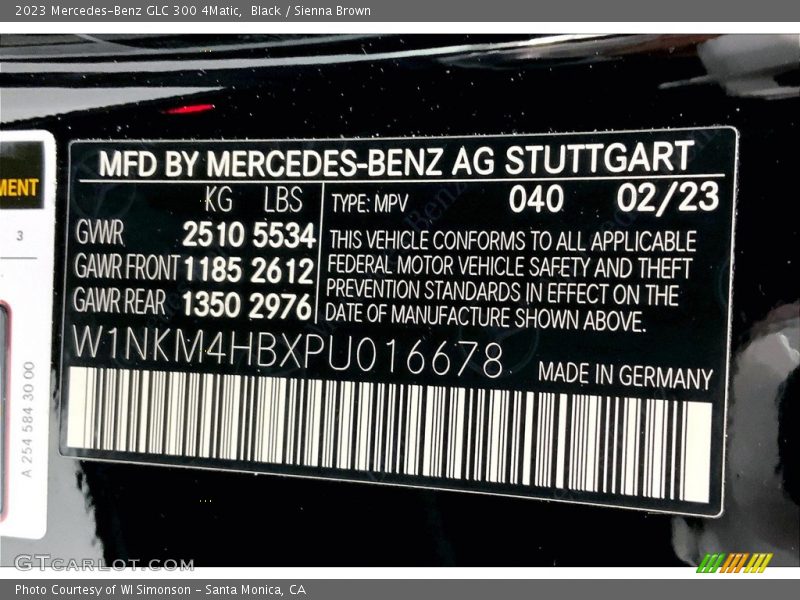 2023 Mercedes-Benz GLC 300 4Matic, Black / Sienna Brown
MENT
3
A 254 584 30 00
MFD BY MERCEDES-BENZ AG STUTTGART
KG LBS
GVWR 2510 5534
GAWR FRONT 1185 2612
GAWR REAR 1350 2976
TYPE: MPV 040 02/23
THIS VEHICLE CONFORMS TO ALL APPLICABLE
FEDERAL MOTOR VEHICLE SAFETY AND THEFT
PREVENTION STANDARDS IN EFFECT ON THE
DATE OF MANUFACTURE SHOWN ABOVE.
W1NKM4HBXPU016678
MADE IN GERMANY
GTCARLOT.COM
Photo Courtesy of WI Simonson - Santa Monica, CA